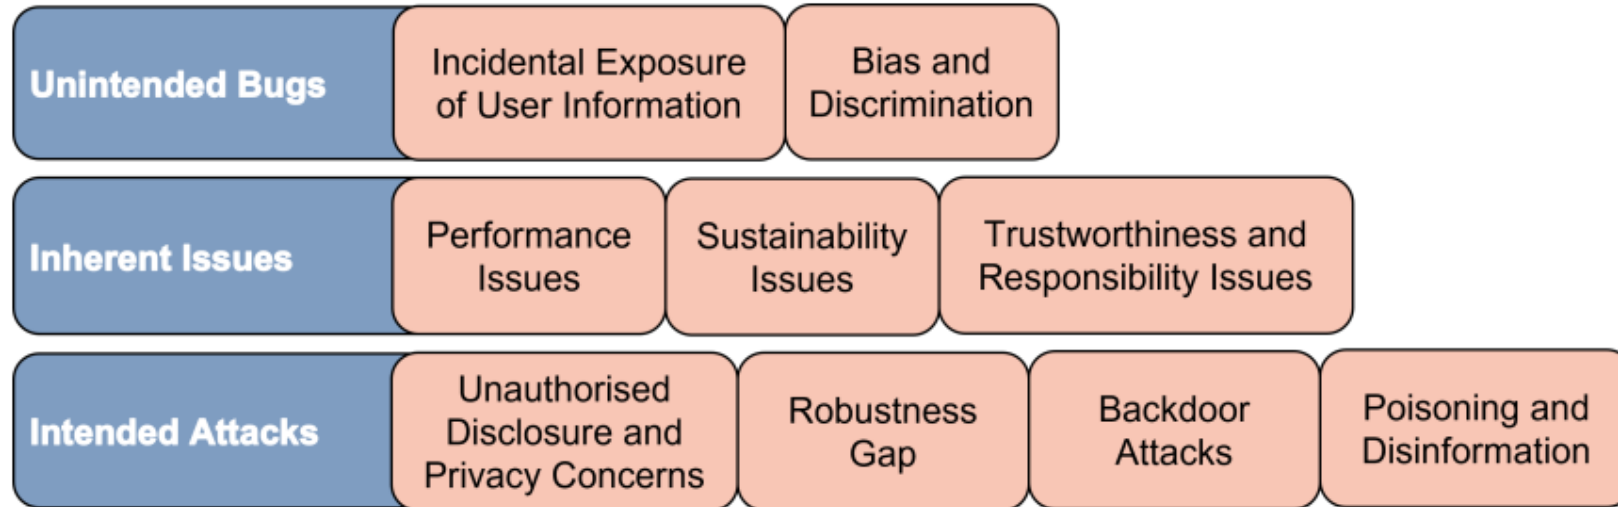 Unintended Bugs
Incidental Exposure
of User Information
Bias and
Discrimination
Inherent Issues
Performance
Issues
Sustainability
Issues
Trustworthiness and
Responsibility Issues
Intended Attacks
Unauthorised
Disclosure and
Privacy Concerns
Robustness
Gap
Backdoor
Attacks
Poisoning and
Disinformation